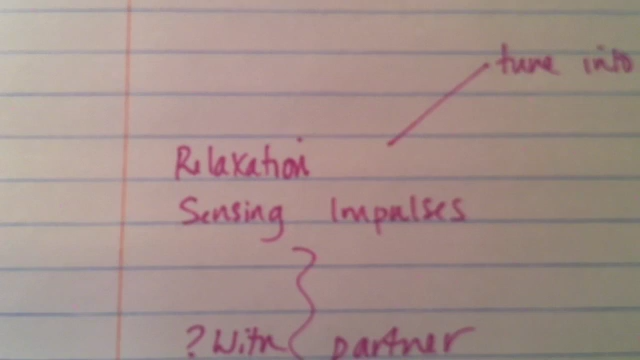 tune into
Relaxation
Sensing Impulses
? With partner